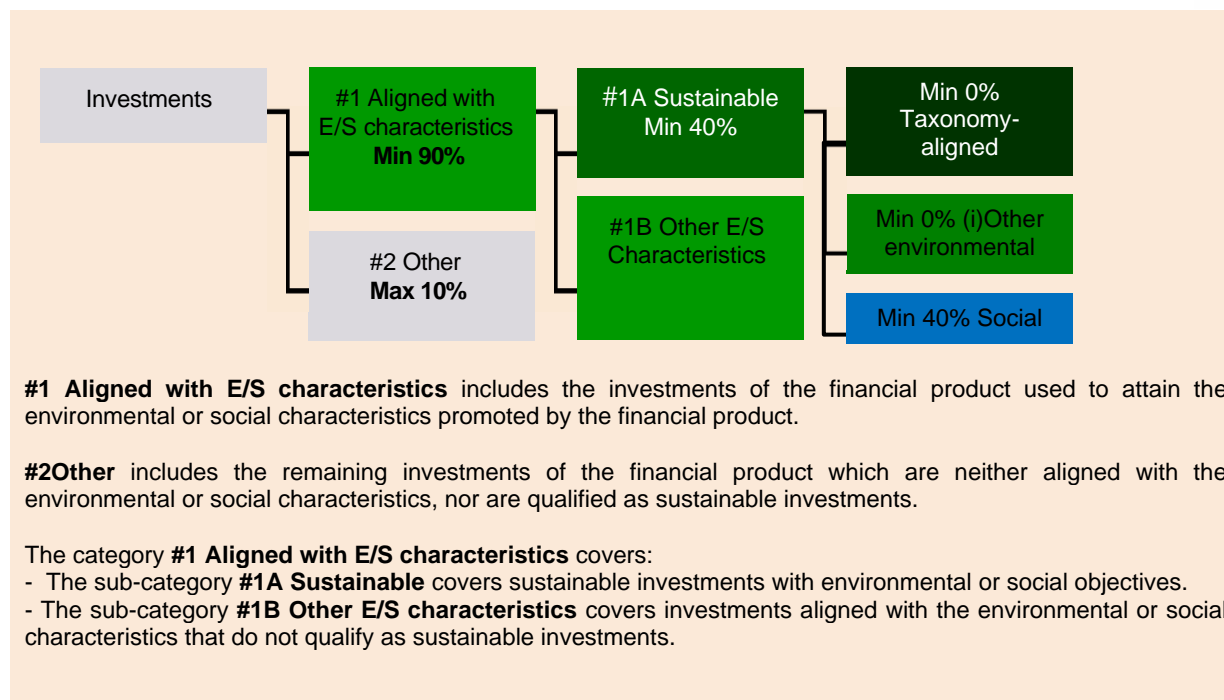 Investments
#1 Aligned with
E/S characteristics
Min 90%
#2 Other
Max 10%
#1A Sustainable
Min 40%
#1B Other E/S
Characteristics
Min 0%
Taxonomy-
aligned
Min 0% (i)Other
environmental
Min 40% Social
#1 Aligned with E/S characteristics includes the investments of the financial product used to attain the
environmental or social characteristics promoted by the financial product.
#2Other includes the remaining investments of the financial product which are neither aligned with the
environmental or social characteristics, nor are qualified as sustainable investments.
The category #1 Aligned with E/S characteristics covers:
- The sub-category #1A Sustainable covers sustainable investments with environmental or social objectives.
- The sub-category #1B Other E/S characteristics covers investments aligned with the environmental or social
characteristics that do not qualify as sustainable investments.